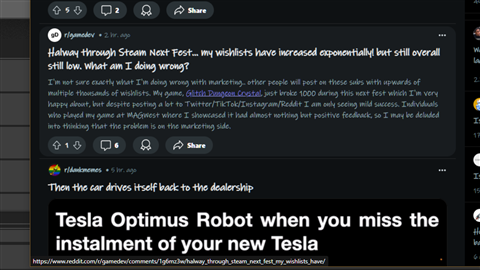 5 2 Share
r/gamedev • 2 hr. ago
Halway through Steam Next Fest... my wishlists have increased exponentially! but still overall
still low. What am I doing wrong?
I'm not sure exactly what I'm doing wrong with marketing.. other people will post on these subs with upwards of
multiple thousands of wishlists. My game, Glitch Dungeon Crystal, just broke 1000 during this next fest which I'm very
happy about, but despite posting a lot to Twitter/TikTok/Instagram/Reddit I am only seeing mild success. Individuals
who played my game at MAGWest where I showcased it had almost nothing but positive feedback, so I may be deluded
into thinking that the problem is on the marketing side.
1 6 Share
r/dankmemes • 5 hr. ago
Then the car drives itself back to the dealership
Tesla Optimus Robot when you miss the
instalment of your new Tesla
https://www.reddit.com/r/gamedev/comments/1g6mz3w/halway_through_steam_next_fest_my_wishlists_have/